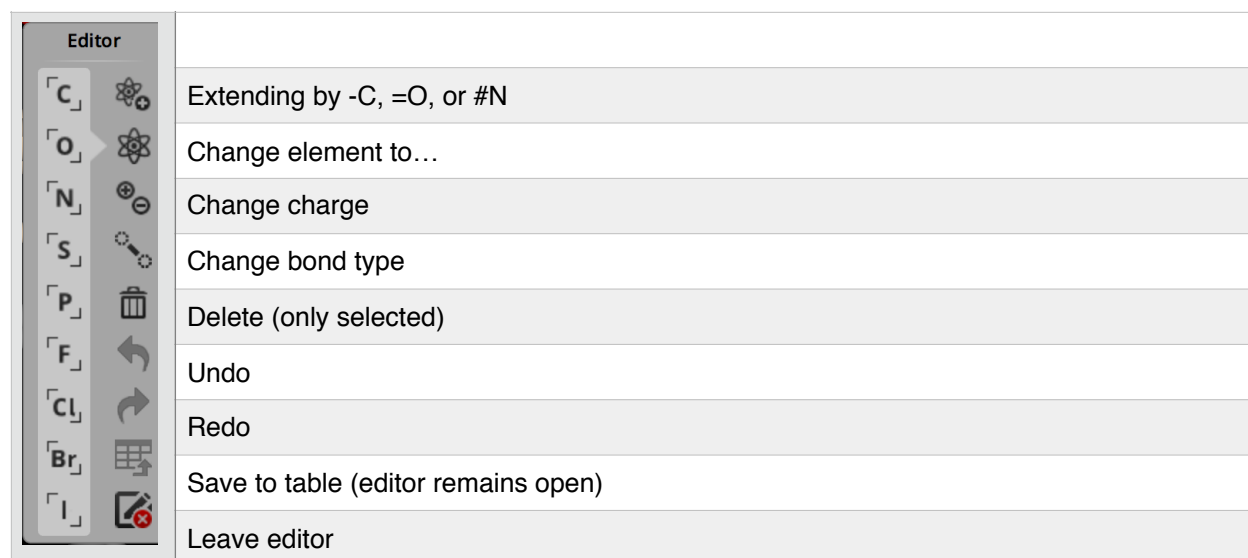 Editor
C
Extending by -C, =O, or #N
O
Change element to…
N
Change charge
S
Change bond type
P
Delete (only selected)
F
Undo
Cl
Redo
Br
Save to table (editor remains open)
I
Leave editor